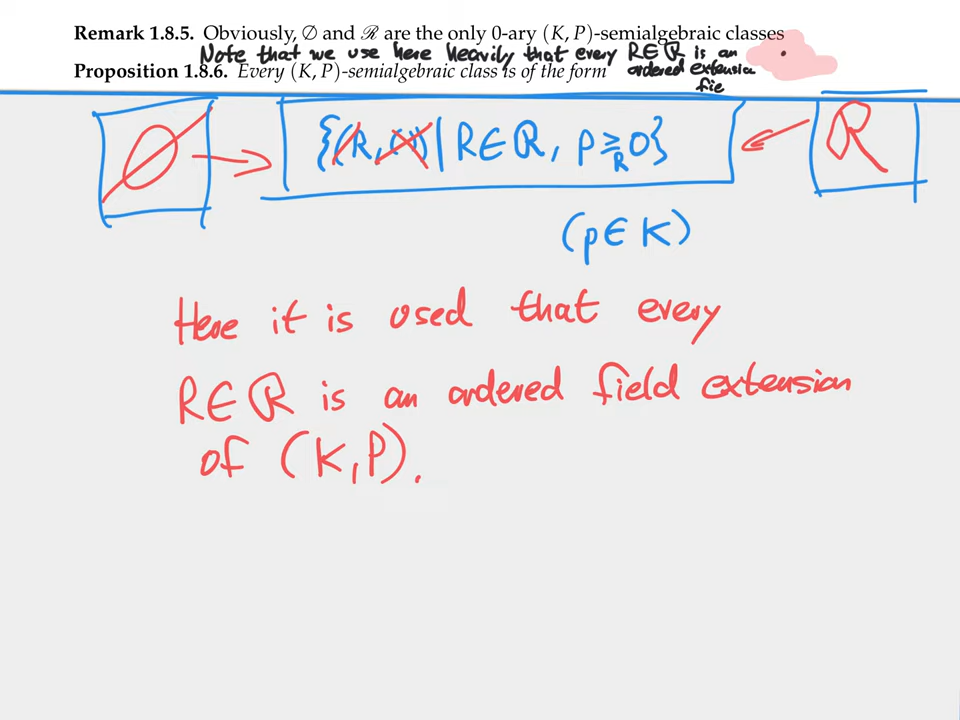 Remark 1.8.5. Obviously, ∅ and ℛ are the only 0-ary (K, P)-semialgebraic classes
Note that we use here heavily that every R∈ℛ is an
ordered extension
fie
Proposition 1.8.6. Every (K, P)-semialgebraic class is of the form
∅ → {(R, ()) | R∈ℛ, p ≥_R 0} ← ℛ
(p ∈ K)
Here it is used that every
R∈ℛ is an ordered field extension
of (K, P).